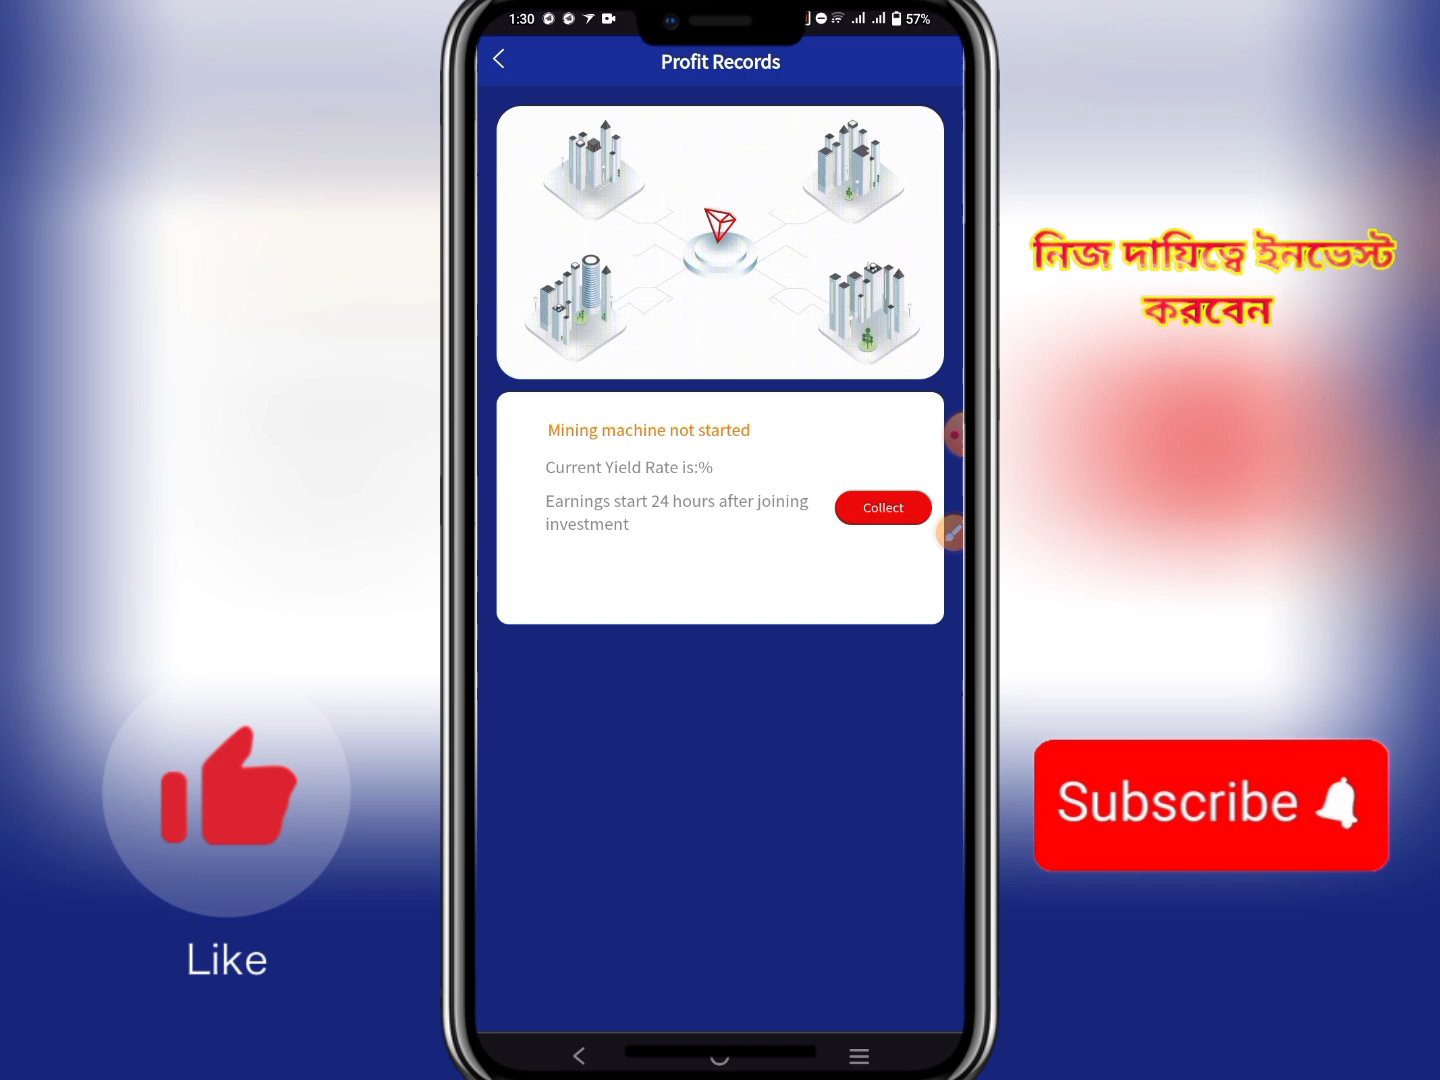 1:30
57%
Profit Records
নিজ দায়িত্বে ইনভেস্ট
করবেন
Mining machine not started
Current Yield Rate is:%
Earnings start 24 hours after joining
investment
Collect
Subscribe
Like